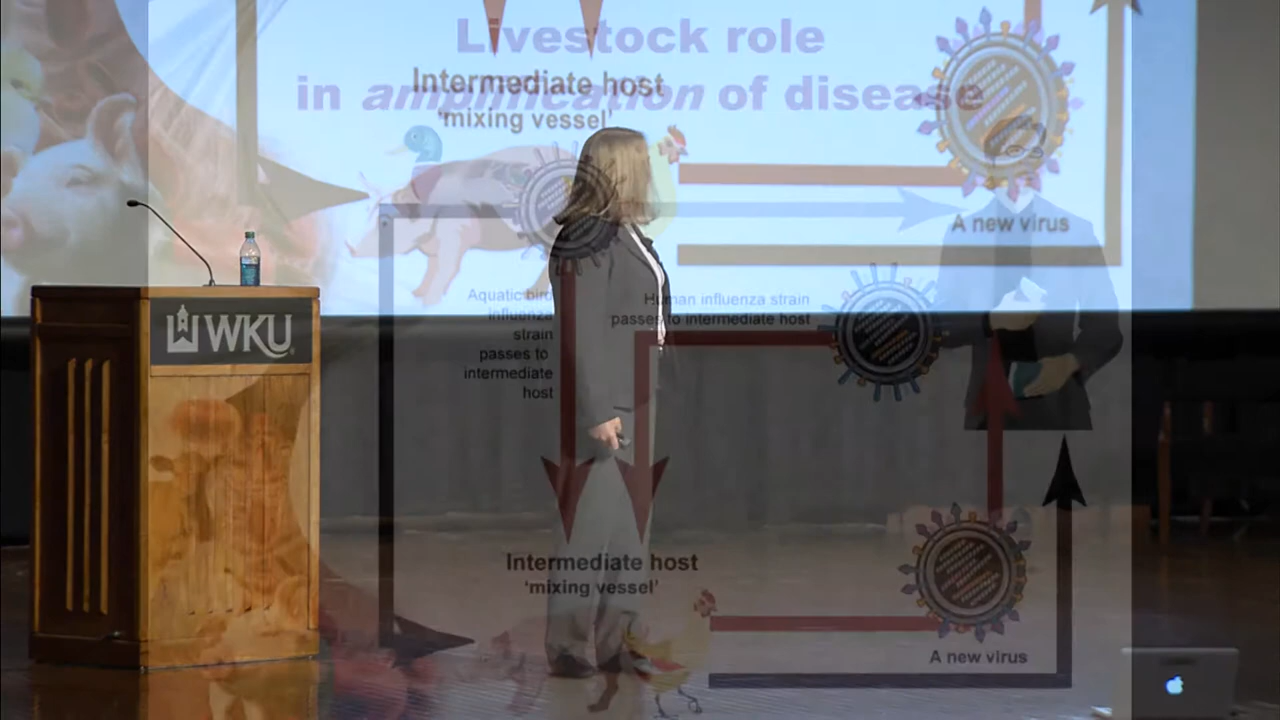 Livestock role
in amplification of disease
Intermediate host
'mixing vessel'
A new virus
Aquatic bird
influenza
strain
passes to
intermediate
host
Human influenza strain
passes to intermediate host
WKU
Intermediate host
'mixing vessel'
A new virus